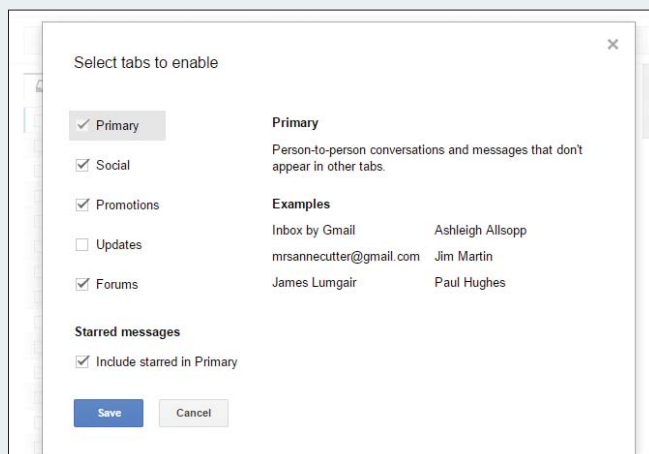 Select tabs to enable
Primary
Social
Promotions
Updates
Forums
Starred messages
Include starred in Primary
Save Cancel
Primary
Person-to-person conversations and messages that don't
appear in other tabs.
Examples
Inbox by Gmail Ashleigh Allsopp
mrsannecutter@gmail.com Jim Martin
James Lumgair Paul Hughes